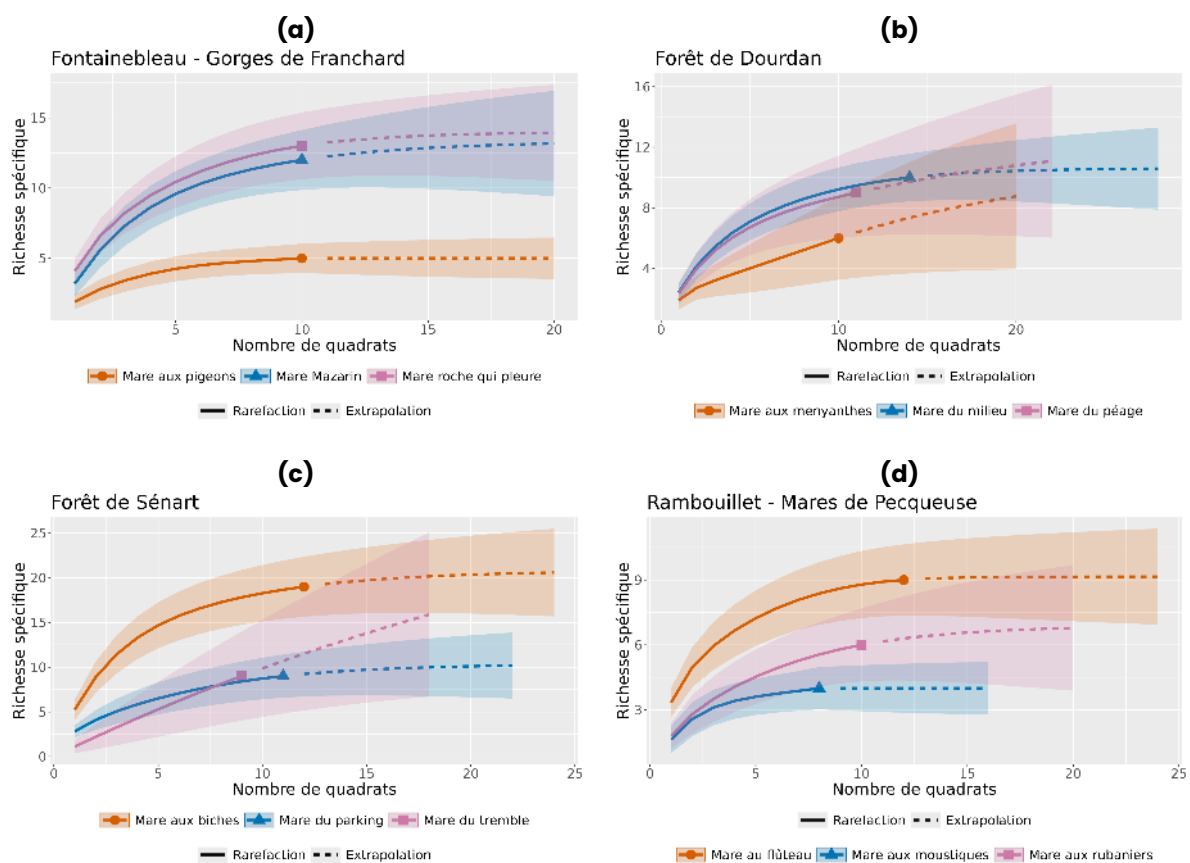 (a)
Fontainebleau - Gorges de Franchard
Richesse spécifique
15
10
5
5
10
15
20
Nombre de quadrats
Mare aux pigeons Mare Mazarin Mare roche qui pleure
Rarefaction Extrapolation
(b)
Forêt de Dourdan
Richesse spécifique
16
12
8
4
0
10
20
Nombre de quadrats
Rarefaction Extrapolation
Mare aux menyanthes Mare du milieu Mare du péage
(c)
Forêt de Sénart
Richesse spécifique
25
20
15
10
5
0
0
5
10
15
20
25
Nombre de quadrats
Mare aux biches Mare du parking Mare du tremble
Rarefaction Extrapolation
(d)
Rambouillet - Mares de Pecqueuse
Richesse spécifique
9
6
3
0
5
10
15
20
25
Nombre de quadrats
Rarefaction Extrapolation
Mare au flûteau Mare aux moustiques Mare aux rubaniers